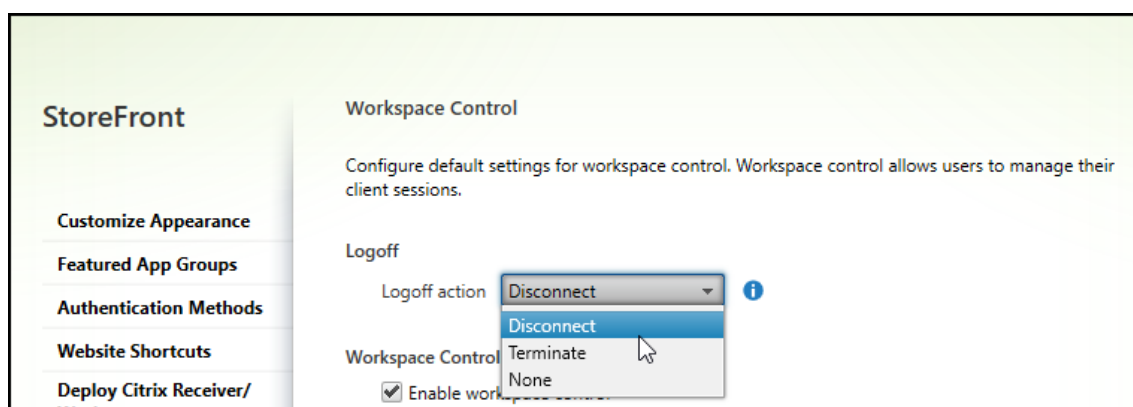 StoreFront
Customize Appearance
Featured App Groups
Authentication Methods
Website Shortcuts
Deploy Citrix Receiver/
Workspace Control
Configure default settings for workspace control. Workspace control allows users to manage their
client sessions.
Logoff
Logoff action Disconnect
Disconnect
Terminate
None
Workspace Control
Enable workspace control